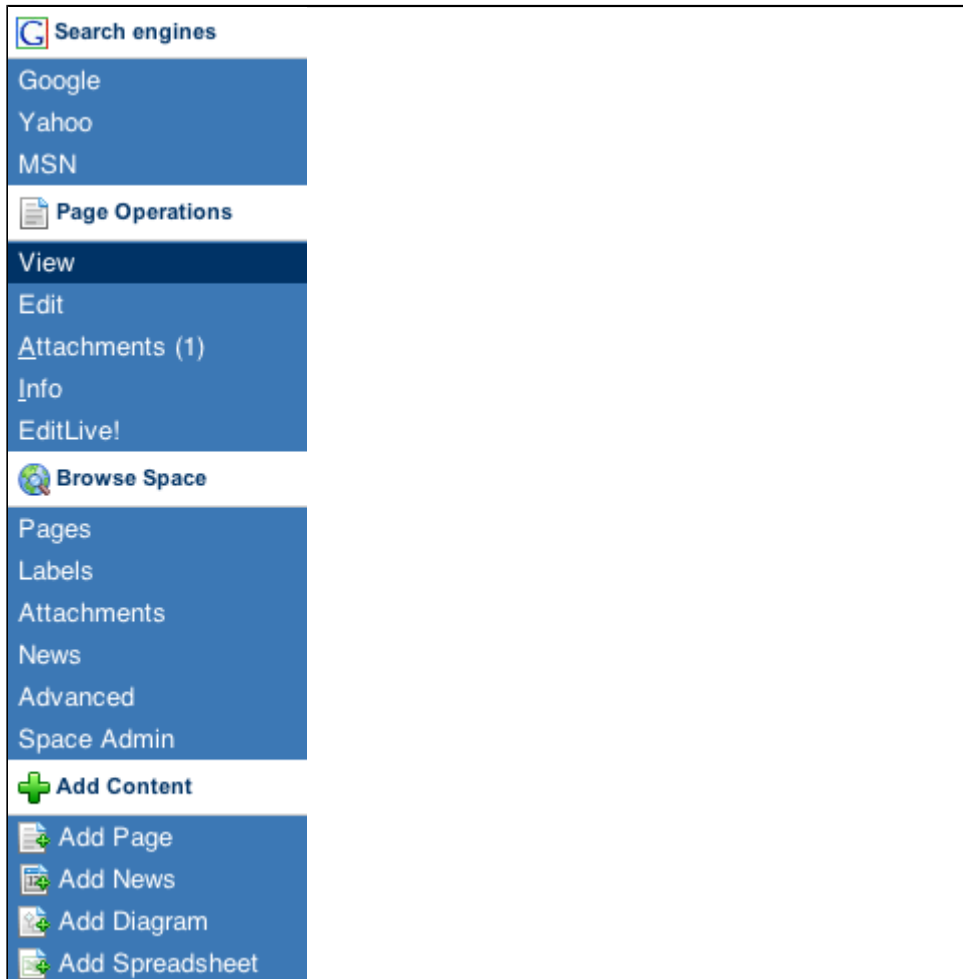 Search engines
Google
Yahoo
MSN
Page Operations
View
Edit
Attachments (1)
Info
EditLive!
Browse Space
Pages
Labels
Attachments
News
Advanced
Space Admin
Add Content
Add Page
Add News
Add Diagram
Add Spreadsheet